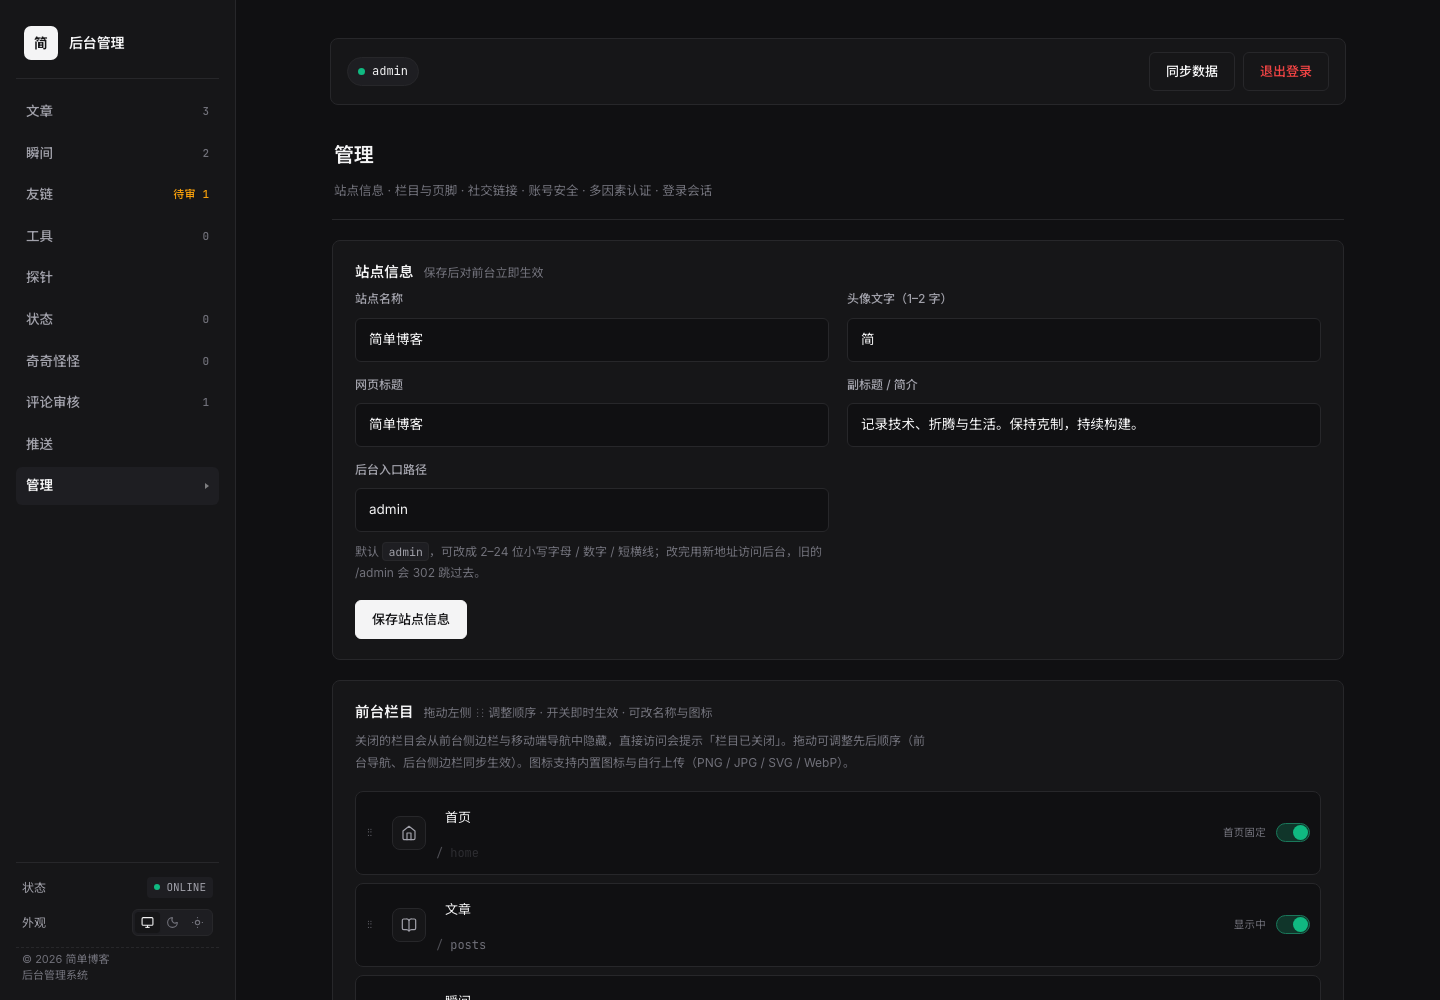 简 后台管理
文章 3
瞬间 2
友链 待审 1
工具 0
探针
状态 0
奇奇怪怪 0
评论审核 1
推送
管理
状态 ONLINE
外观
© 2026 简单博客
后台管理系统
admin 同步数据 退出登录
管理
站点信息 · 栏目与页脚 · 社交链接 · 账号安全 · 多因素认证 · 登录会话
站点信息 保存后对前台立即生效
站点名称 头像文字（1–2 字）
简单博客 简
网页标题 副标题 / 简介
简单博客 记录技术、折腾与生活。保持克制，持续构建。
后台入口路径
admin
默认 admin，可改成 2–24 位小写字母 / 数字 / 短横线；改完用新地址访问后台，旧的
/admin 会 302 跳过去。
保存站点信息
前台栏目 拖动左侧 ⁝⁝ 调整顺序 · 开关即时生效 · 可改名称与图标
关闭的栏目会从前台侧边栏与移动端导航中隐藏，直接访问会提示「栏目已关闭」。拖动可调整先后顺序（前
台导航、后台侧边栏同步生效）。图标支持内置图标与自行上传（PNG / JPG / SVG / WebP）。
首页 首页固定
/ home
文章 显示中
/ posts
瞬间